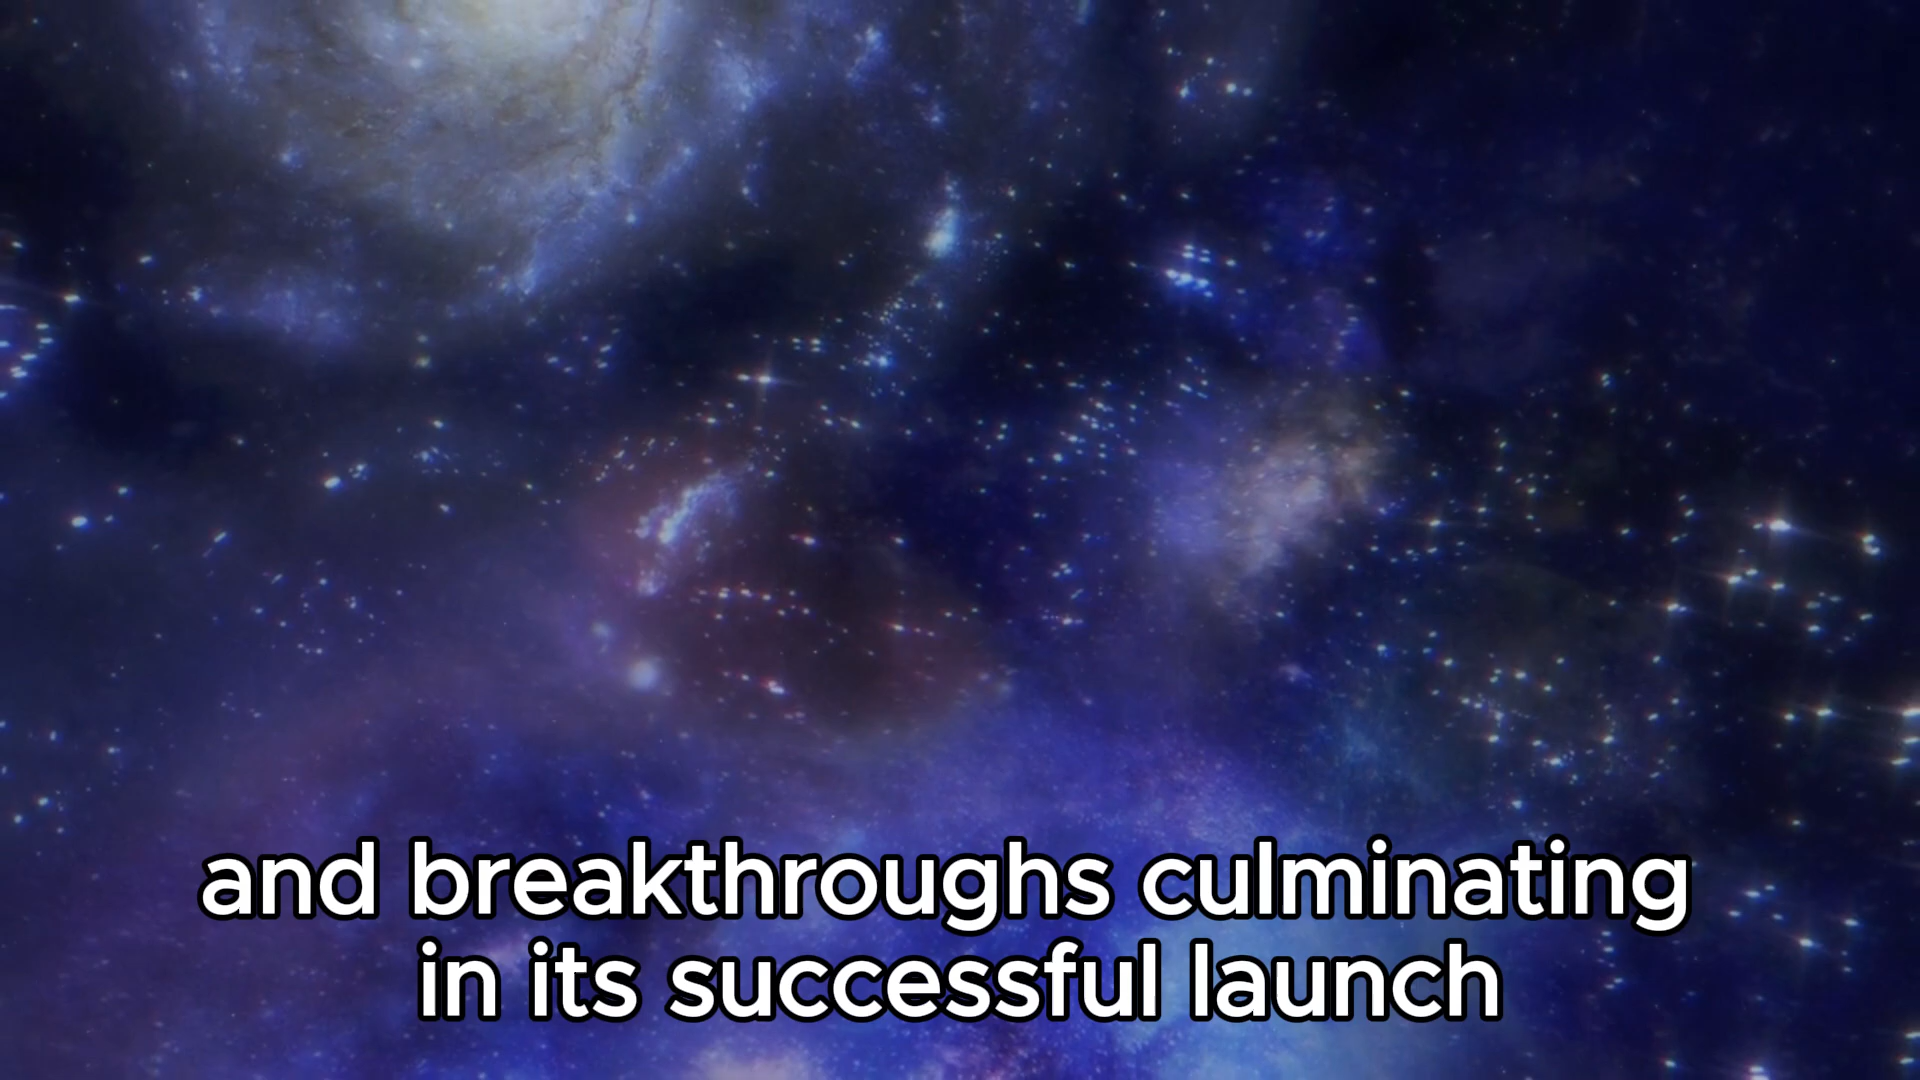 and breakthroughs culminating
in its successful launch